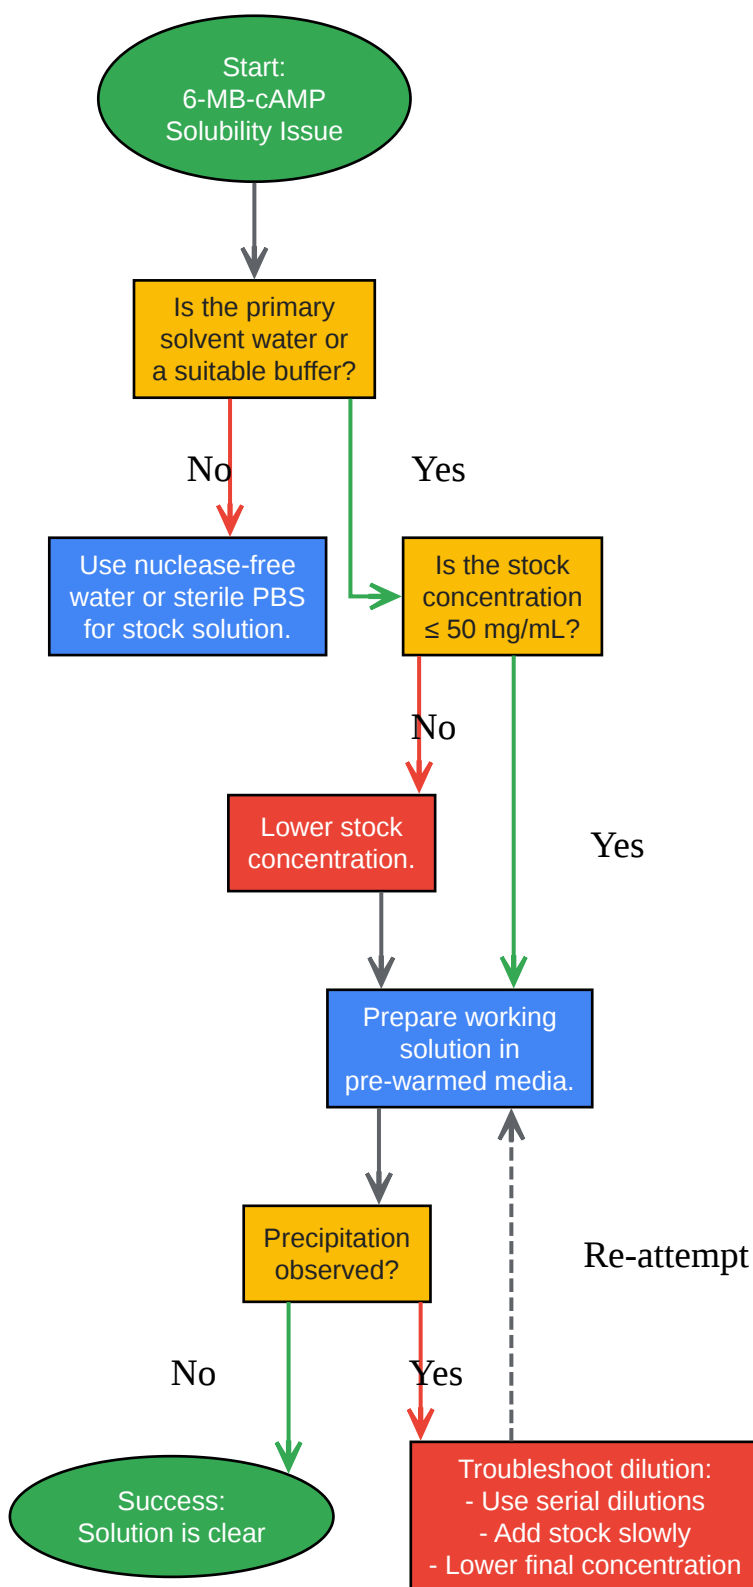 Start:
6-MB-cAMP
Solubility Issue
Is the primary
solvent water or
a suitable buffer?
No
Yes
Use nuclease-free
water or sterile PBS
for stock solution.
Is the stock
concentration
≤ 50 mg/mL?
No
Lower stock
concentration.
Yes
Prepare working
solution in
pre-warmed media.
Precipitation
observed?
Re-attempt
No
Yes
Success:
Solution is clear
Troubleshoot dilution:
- Use serial dilutions
- Add stock slowly
- Lower final concentration